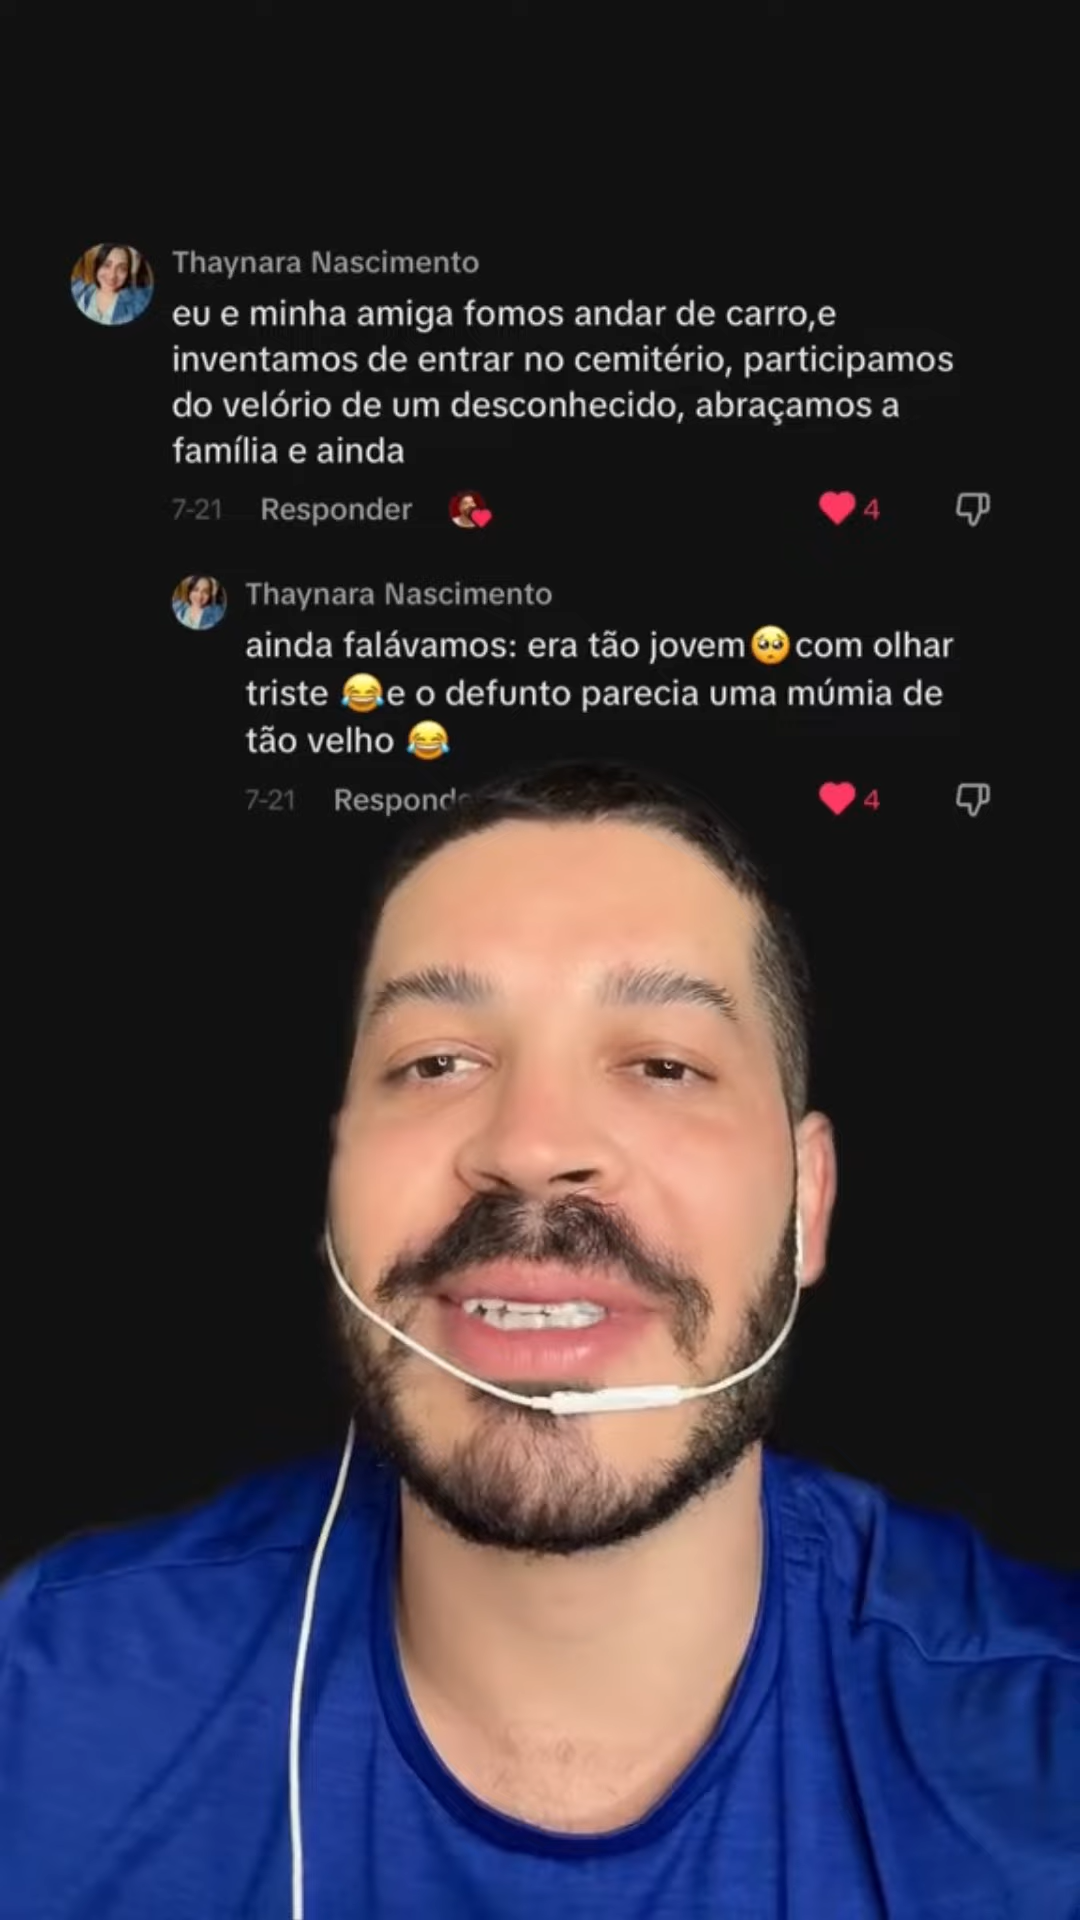 Thaynara Nascimento
eu e minha amiga fomos andar de carro,e
inventamos de entrar no cemitério, participamos
do velório de um desconhecido, abraçamos a
família e ainda
7-21 Responder 4
Thaynara Nascimento
ainda falávamos: era tão jovem🥺com olhar
triste 😂e o defunto parecia uma múmia de
tão velho 😂
7-21 4